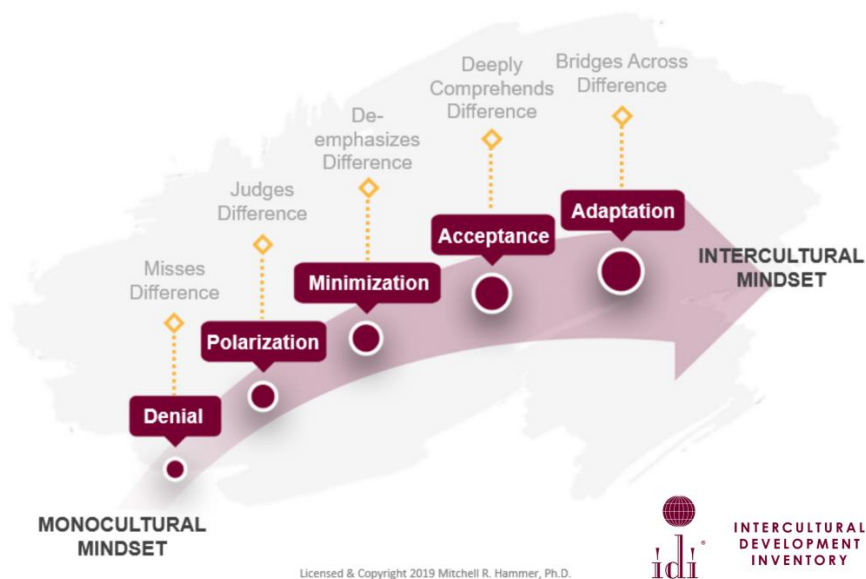 Misses
Difference
Denial
Judges
Difference
Polarization
De-
emphasizes
Difference
Minimization
Deeply
Comprehends
Difference
Acceptance
Bridges Across
Difference
Adaptation
INTERCULTURAL
MINDSET
MONOCULTURAL
MINDSET
Licensed & Copyright 2019 Mitchell R. Hammer, Ph.D.
idi®
INTERCULTURAL
DEVELOPMENT
INVENTORY